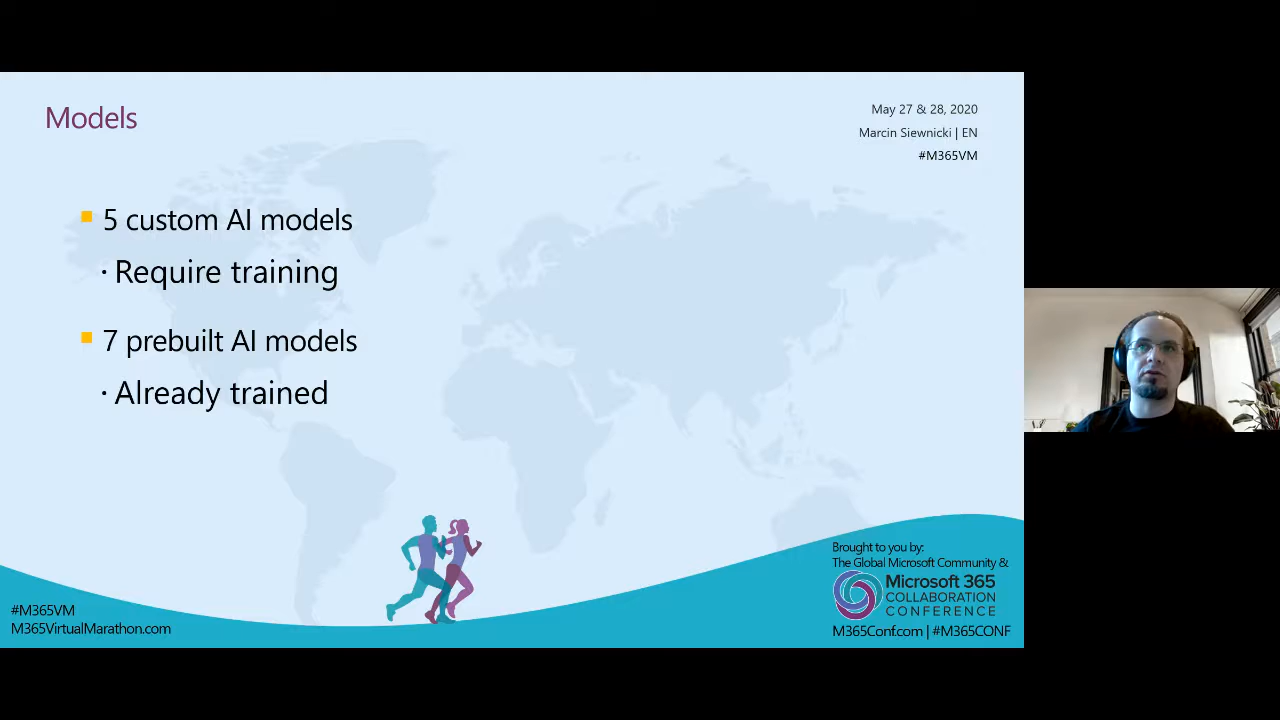 Models
May 27 & 28, 2020
Marcin Siewnicki | EN
#M365VM
5 custom AI models
Require training
7 prebuilt AI models
Already trained
#M365VM
M365VirtualMarathon.com
Brought to you by:
The Global Microsoft Community &
Microsoft 365
COLLABORATION
CONFERENCE
M365Conf.com | #M365CONF